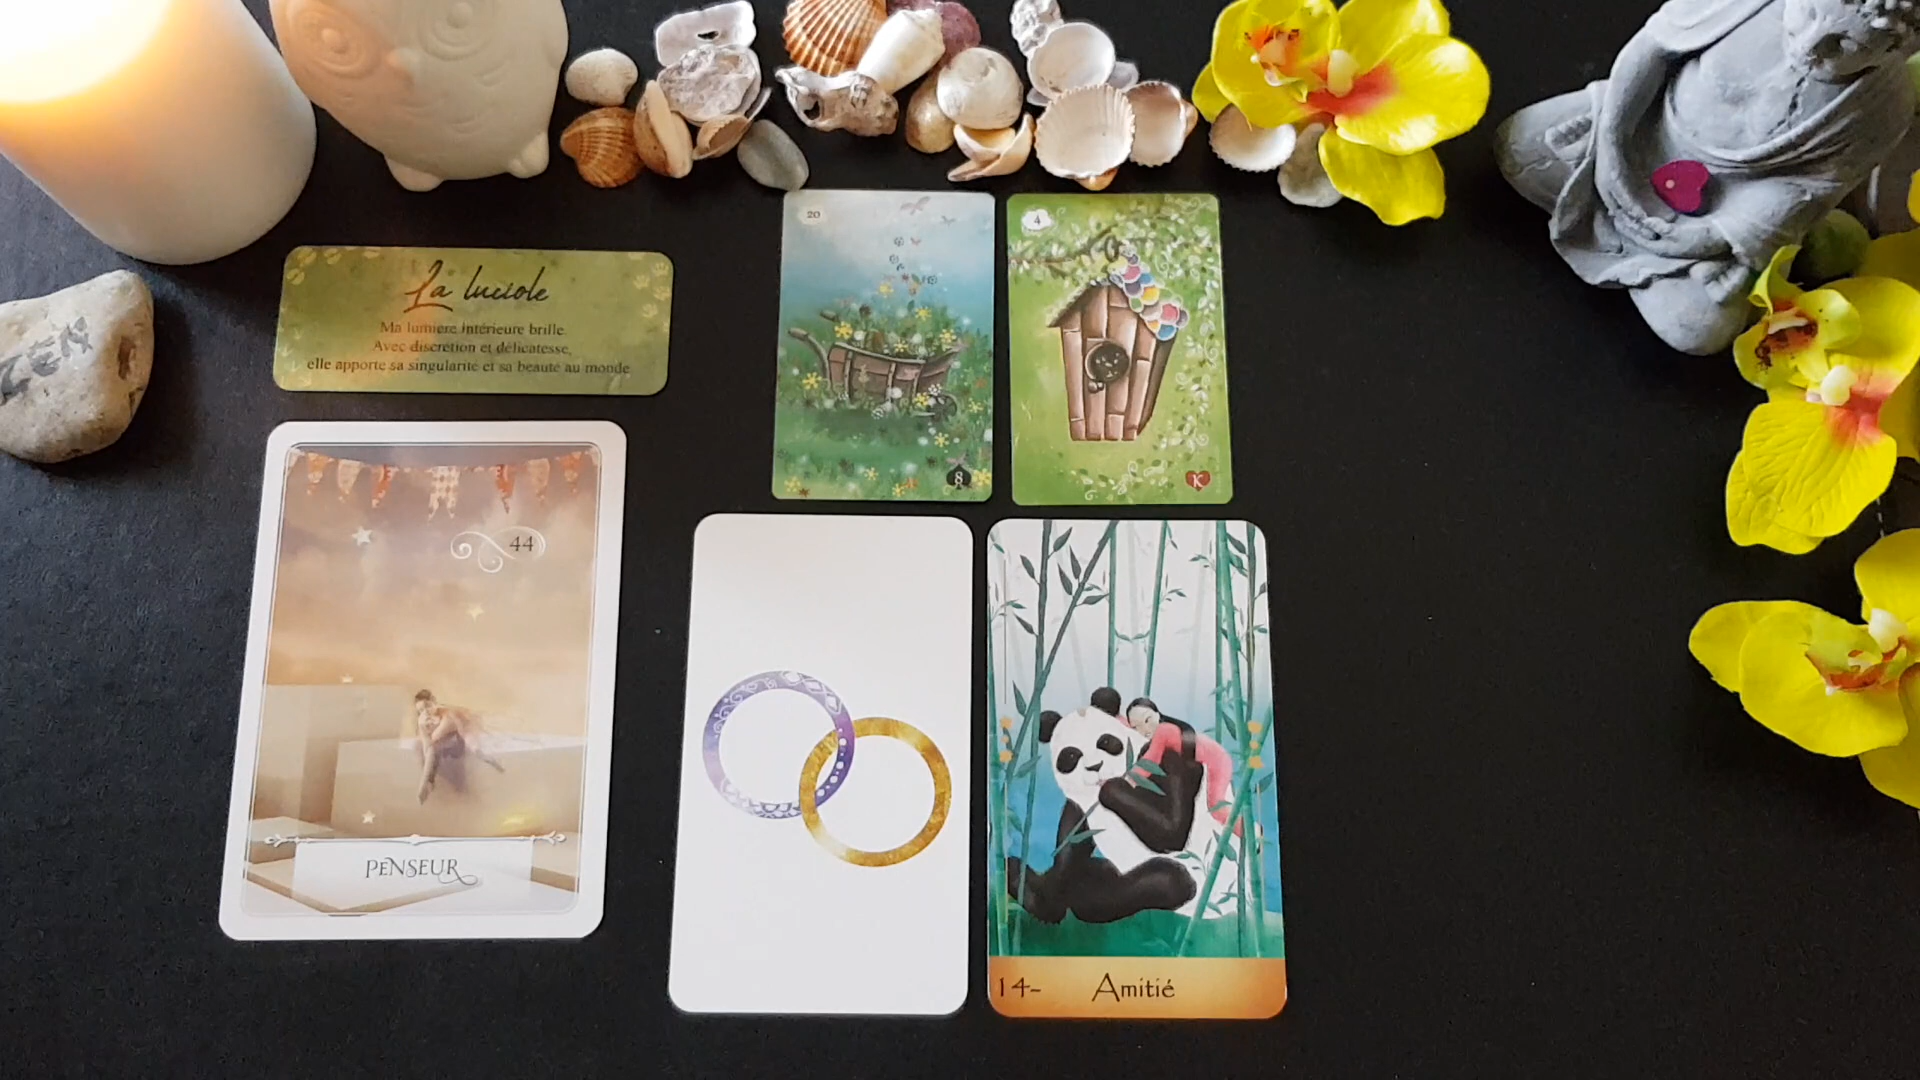 ZEN
La luciole
Ma lumière intérieure brille.
Avec discrétion et délicatesse,
elle apporte sa singularité et sa beauté au monde
20
8
4
K
44
PENSEUR
14- Amitié